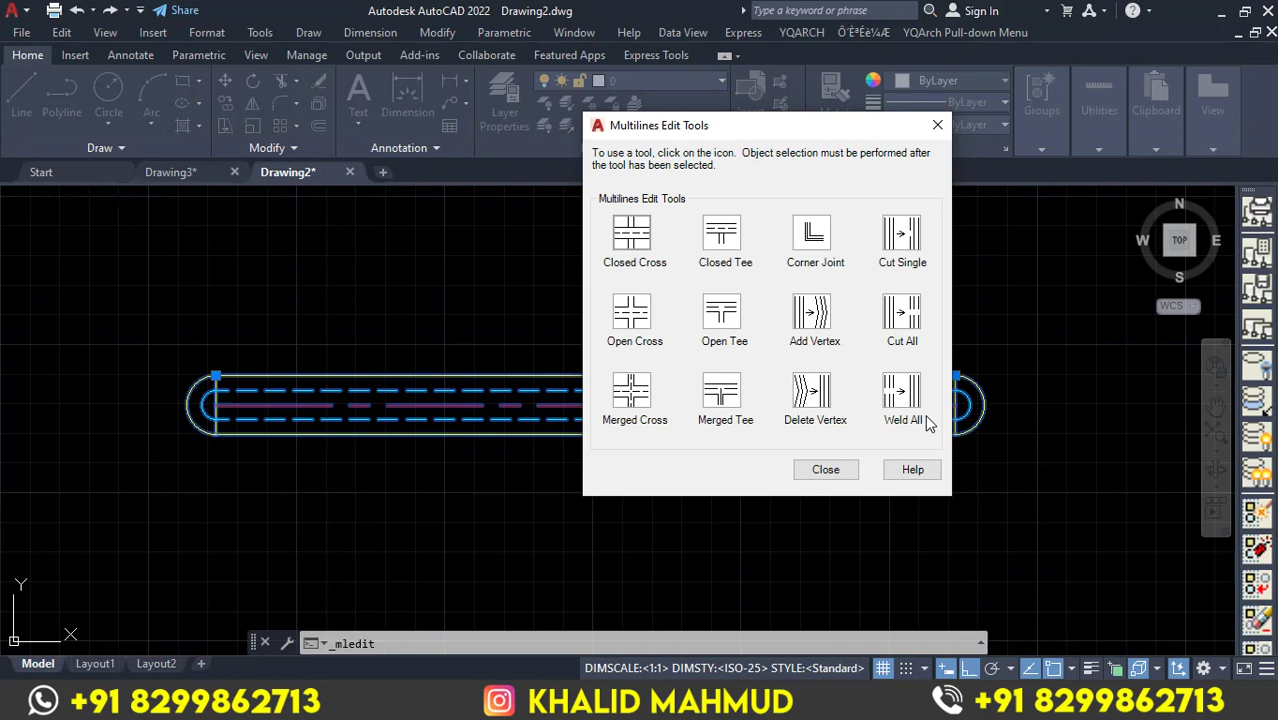 Share
Autodesk AutoCAD 2022 Drawing2.dwg
Type a keyword or phrase
Sign In
File Edit View Insert Format Tools Draw Dimension Modify Parametric Window Help Data View Express YQARCH Ô´ÈªÉè¼Æ YQArch Pull-down Menu
Home Insert Annotate Parametric View Manage Output Add-ins Collaborate Featured Apps Express Tools
Line Polyline Circle Arc
Text Dimension
Layer Properties
0
ByLayer
Groups Utilities Clipboard View
Draw Modify Annotation
Start Drawing3* Drawing2*
Multilines Edit Tools
To use a tool, click on the icon. Object selection must be performed after
the tool has been selected.
Multilines Edit Tools
Closed Cross Closed Tee Corner Joint Cut Single
Open Cross Open Tee Add Vertex Cut All
Merged Cross Merged Tee Delete Vertex Weld All
Close Help
N
W TOP E
S
WCS
Y
X
_mledit
Model Layout1 Layout2
DIMSCALE:<1:1> DIMSTY:<ISO-25> STYLE:<Standard>
+91 8299862713 KHALID MAHMUD +91 8299862713